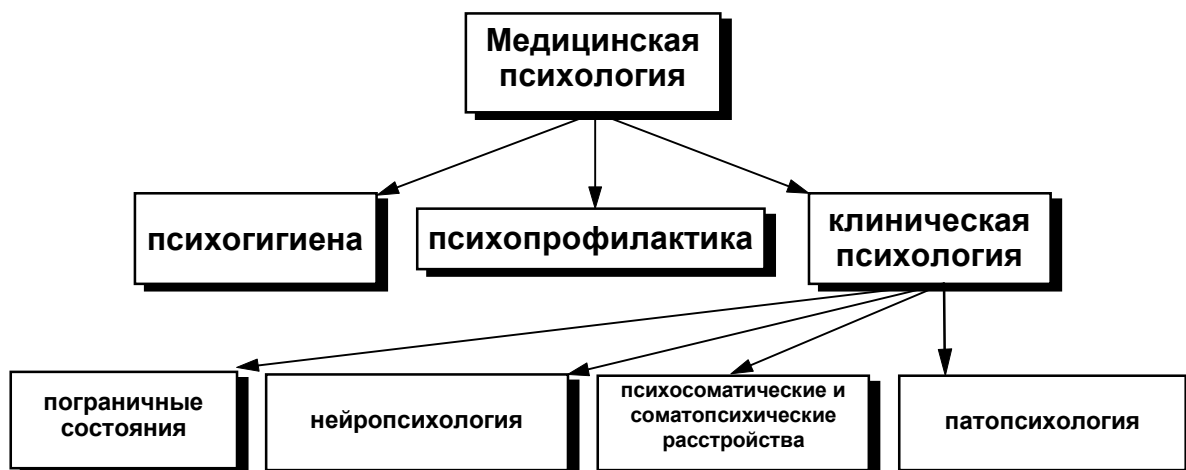 Медицинская
психология
психогигиена
психопрофилактика
клиническая
психология
пограничные
состояния
нейропсихология
психосоматические и
соматопсихические
расстройства
патопсихология